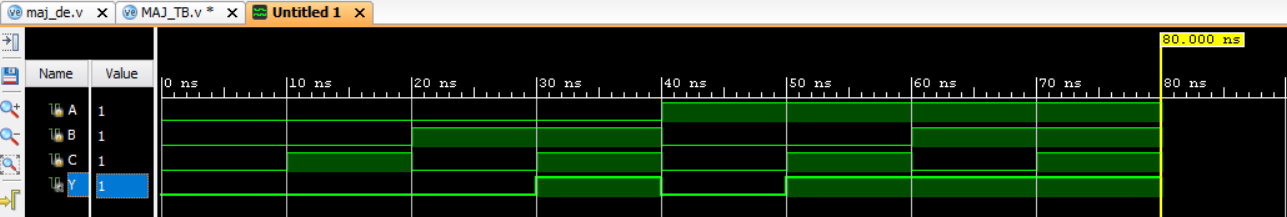 maj_de.v MAJ_TB.v * Untitled 1
80.000 ns
Name Value
0 ns 10 ns 20 ns 30 ns 40 ns 50 ns 60 ns 70 ns 80 ns
A 1
B 1
C 1
Y 1